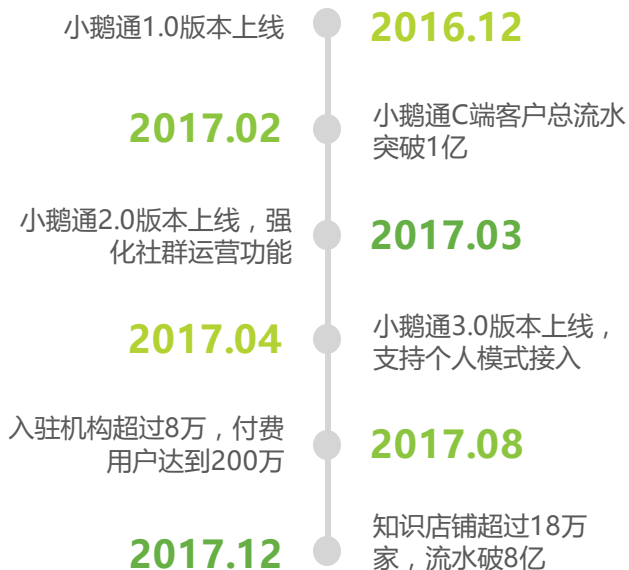 小鹅通1.0版本上线
2016.12
2017.02
小鹅通C端客户总流水
突破1亿
小鹅通2.0版本上线，强
化社群运营功能
2017.03
2017.04
小鹅通3.0版本上线，
支持个人模式接入
入驻机构超过8万，付费
用户达到200万
2017.08
2017.12
知识店铺超过18万
家，流水破8亿